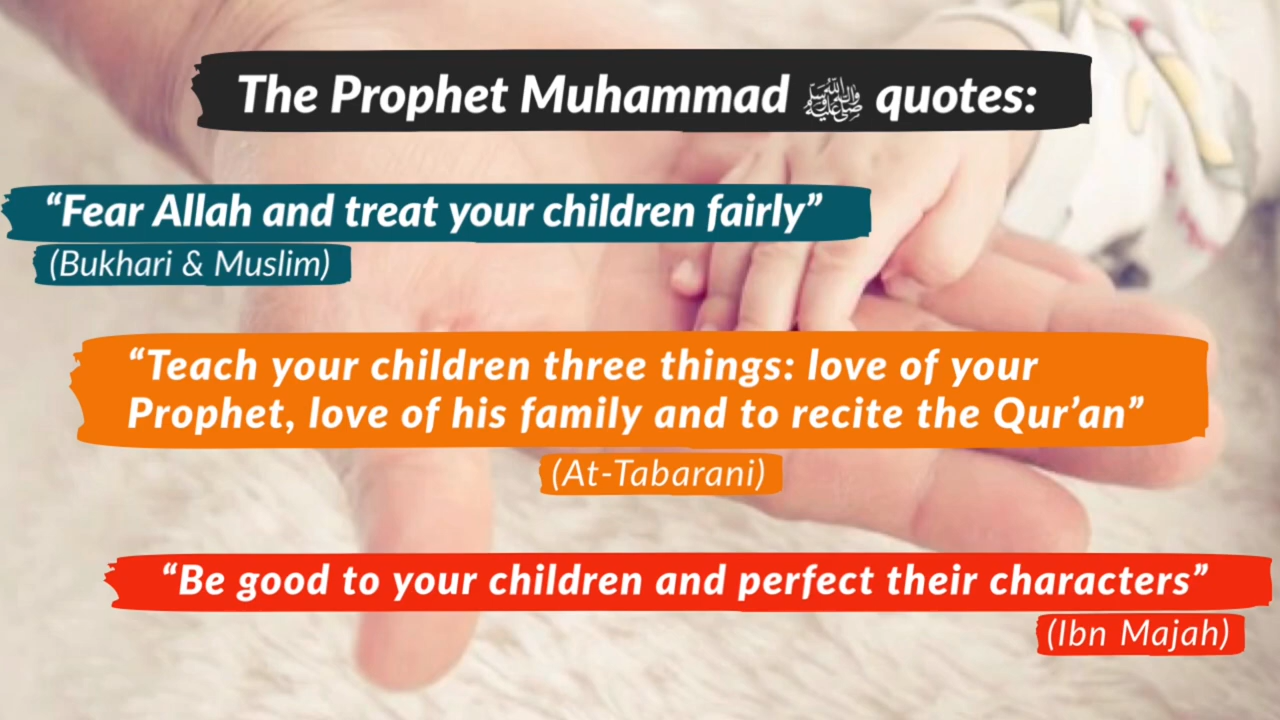 The Prophet Muhammad ﷺ quotes:
“Fear Allah and treat your children fairly”
(Bukhari & Muslim)
“Teach your children three things: love of your
Prophet, love of his family and to recite the Qur’an”
(At-Tabarani)
“Be good to your children and perfect their characters”
(Ibn Majah)